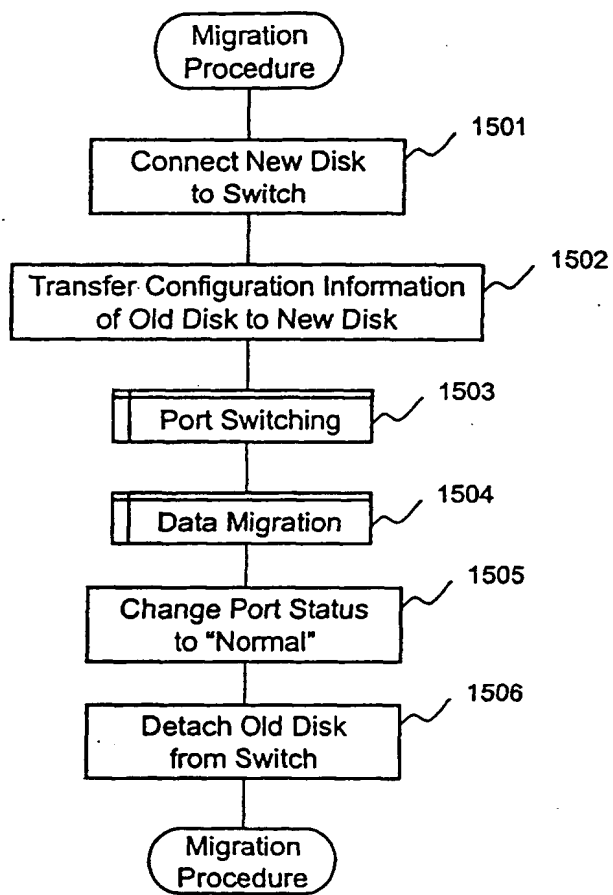 Migration
Procedure
1501
Connect New Disk
to Switch
1502
Transfer Configuration Information
of Old Disk to New Disk
1503
Port Switching
1504
Data Migration
1505
Change Port Status
to "Normal"
1506
Detach Old Disk
from Switch
Migration
Procedure